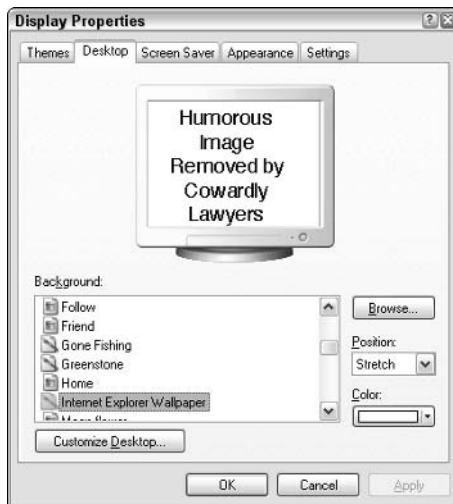 Display Properties
Themes Desktop Screen Saver Appearance Settings
Humorous
Image
Removed by
Cowardly
Lawyers
Background:
Follow
Friend
Gone Fishing
Greenstone
Home
Internet Explorer Wallpaper
Browse...
Position:
Stretch
Color:
Customize Desktop...
OK Cancel Apply